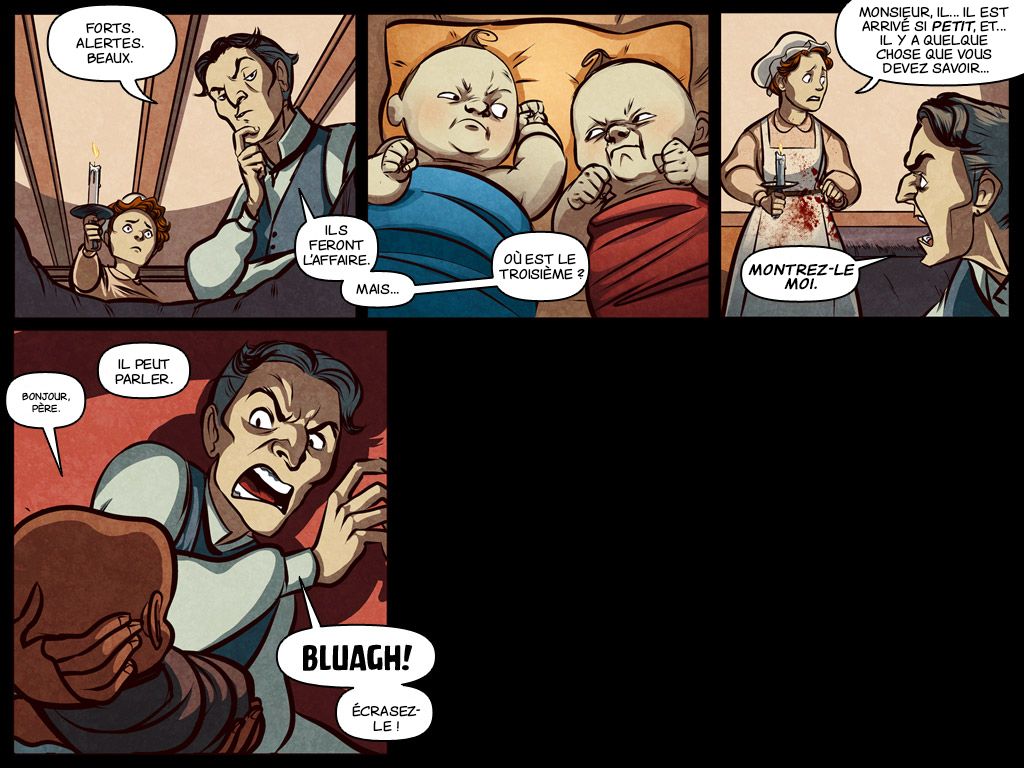 FORTS.
ALERTES.
BEAUX.
ILS
FERONT
L'AFFAIRE.
MAIS...
OÙ EST LE
TROISIÈME ?
MONSIEUR, IL... IL EST
ARRIVÉ SI PETIT, ET...
IL Y A QUELQUE
CHOSE QUE VOUS
DEVEZ SAVOIR...
MONTREZ-LE
MOI.
BONJOUR,
PÈRE.
IL PEUT
PARLER.
BLUAGH!
ÉCRASEZ-
LE !